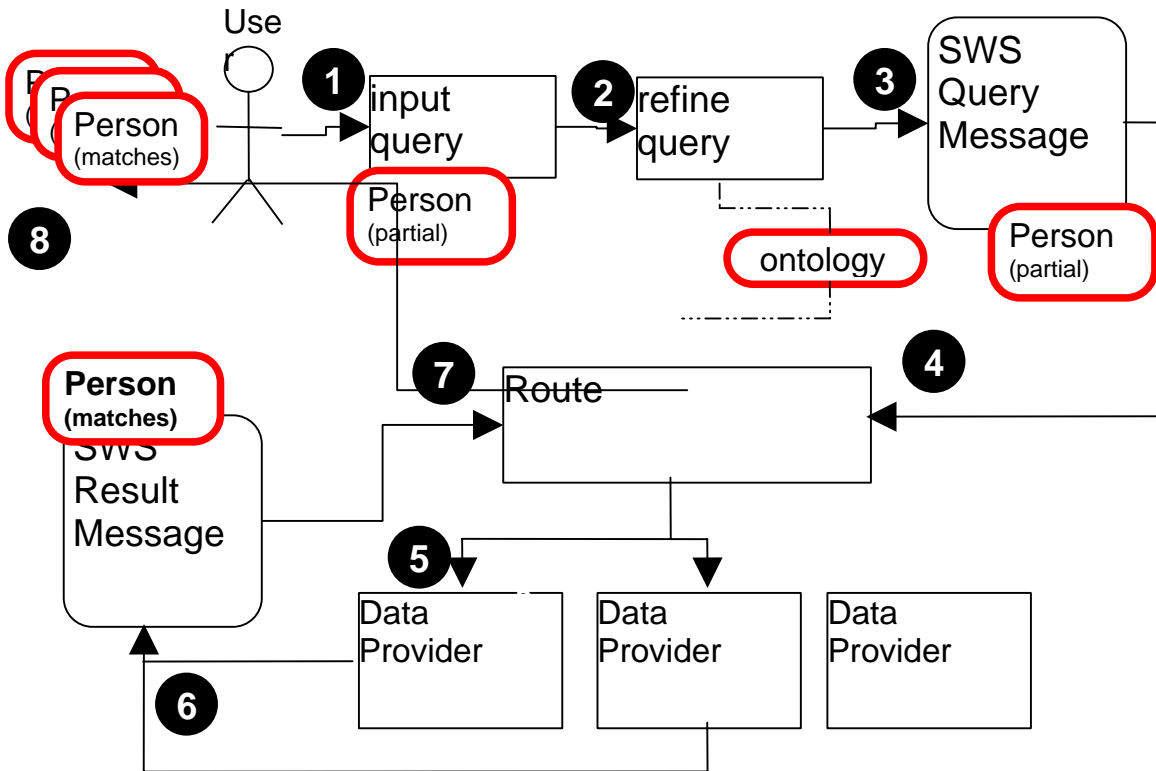 Use
r
1
input
query
2
refine
query
3
SWS
Query
Message
P
P
Person
(matches)
Person
(partial)
8
ontology
Person
(partial)
Person
(matches)
7
4
Route
SWS
Result
Message
5
Data
Provider
Data
Provider
Data
Provider
6